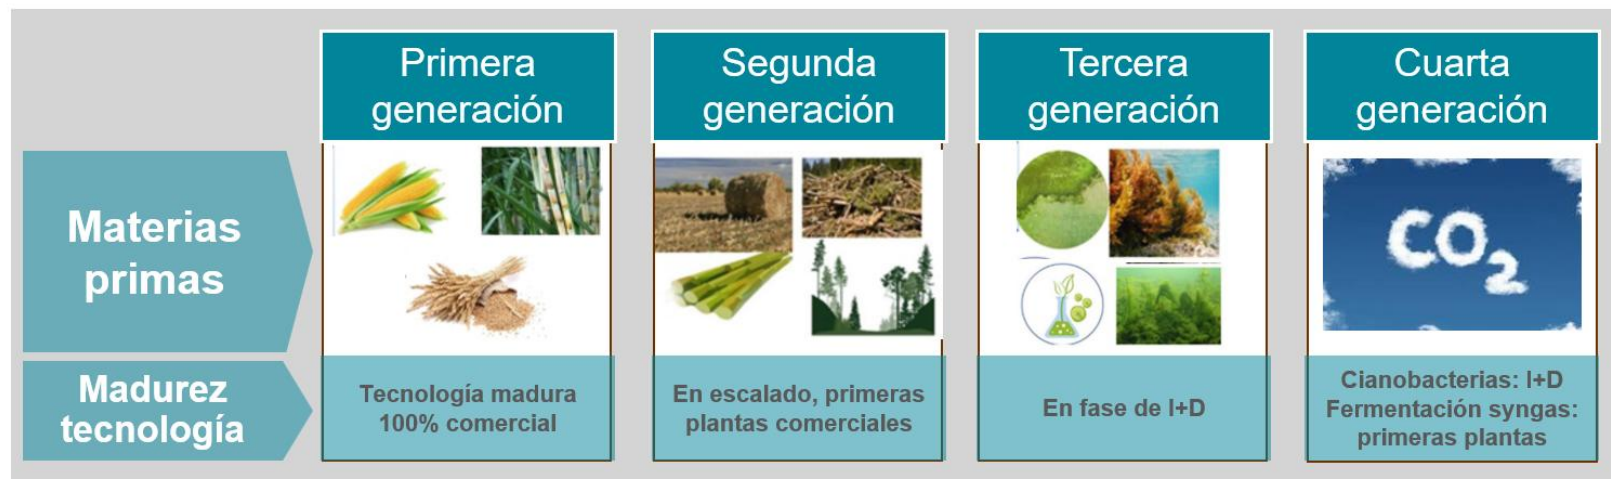 Primera
generación
Segunda
generación
Tercera
generación
Cuarta
generación
Materias
primas
CO2
Madurez
tecnología
Tecnología madura
100% comercial
En escalado, primeras
plantas comerciales
En fase de I+D
Cianobacterias: I+D
Fermentación syngas:
primeras plantas